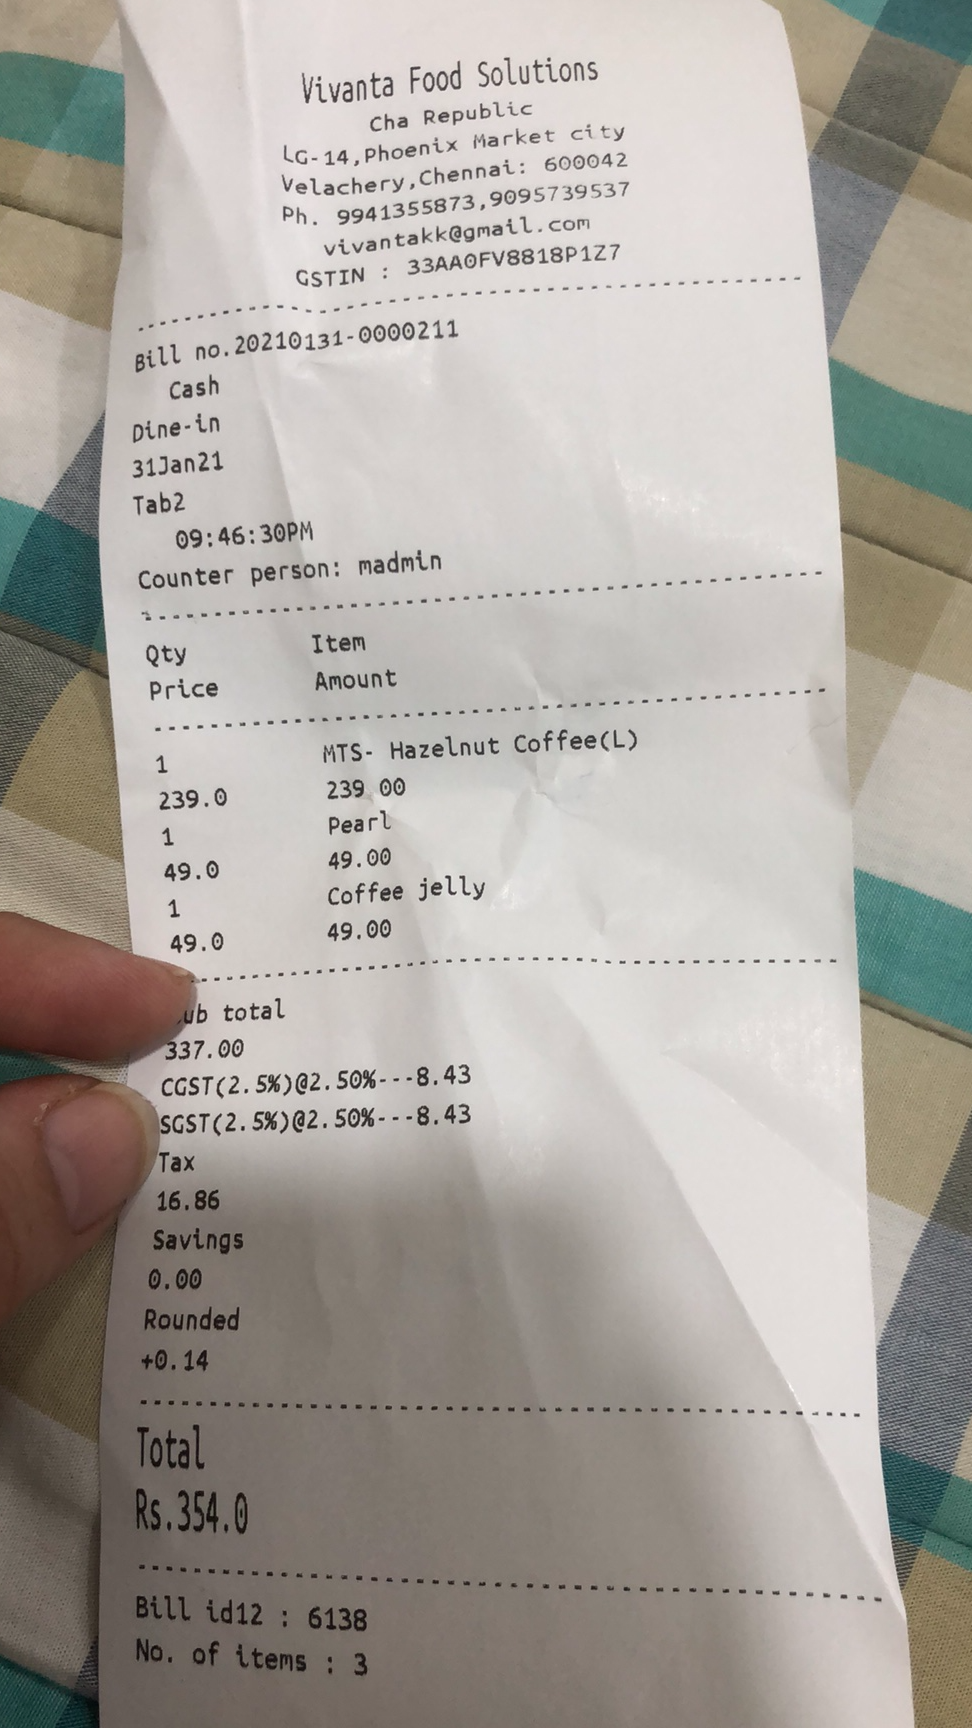 Vivanta Food Solutions
Cha Republic
LG-14,Phoenix Market city
Velachery,Chennai: 600042
Ph. 9941355873,9095739537
vivantakk@gmail.com
GSTIN : 33AAOFV8818P1Z7
Bill no.20210131-0000211
Cash
Dine-in
31Jan21
Tab2
09:46:30PM
Counter person: madmin
Qty Item
Price Amount
1 MTS- Hazelnut Coffee(L)
239.0 239.00
1 Pearl
49.0 49.00
1 Coffee jelly
49.0 49.00
ub total
337.00
CGST(2.5%)@2.50%---8.43
SGST(2.5%)@2.50%---8.43
Tax
16.86
Savings
0.00
Rounded
+0.14
Total
Rs.354.0
Bill id12 : 6138
No. of items : 3